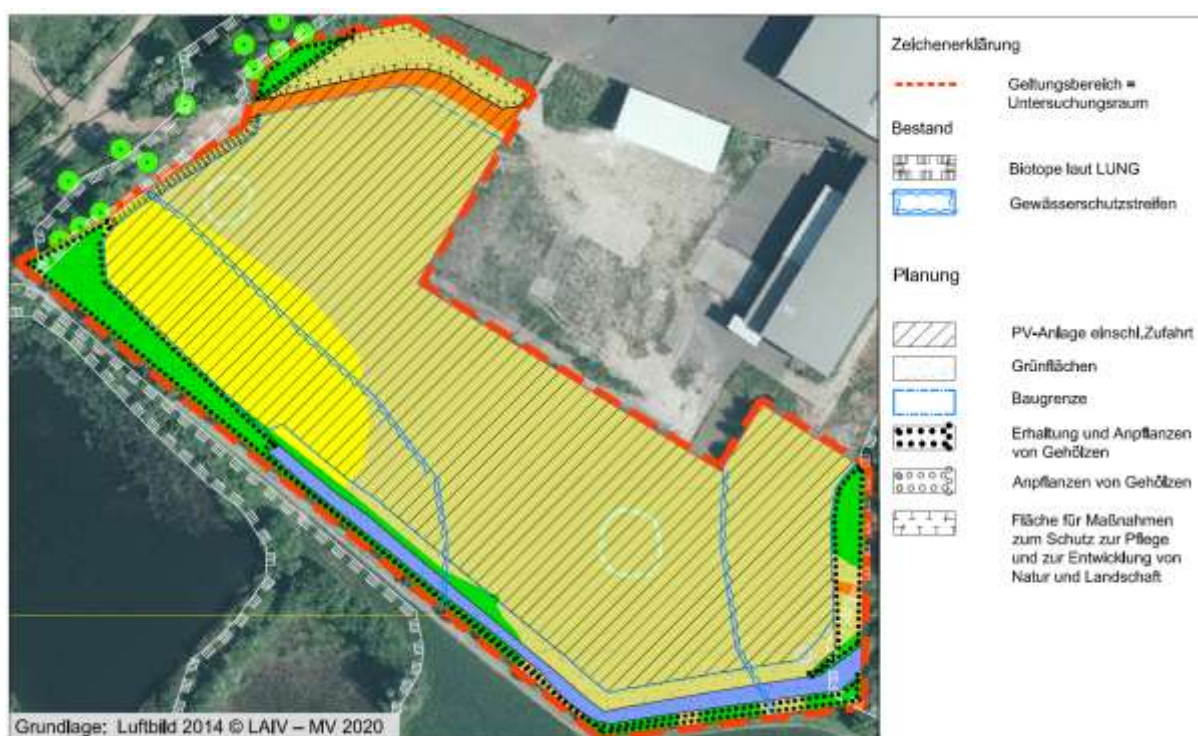 Zeichenerklärung
Geltungsbereich =
Untersuchungsraum
Bestand
Biotope laut LUNG
Gewässerschutzstreifen
Planung
PV-Anlage einschl.Zufahrt
Grünflächen
Baugrenze
Erhaltung und Anpflanzen
von Gehölzen
Anpflanzen von Gehölzen
Fläche für Maßnahmen
zum Schutz zur Pflege
und zur Entwicklung von
Natur und Landschaft
Grundlage: Luftbild 2014 © LAIV – MV 2020